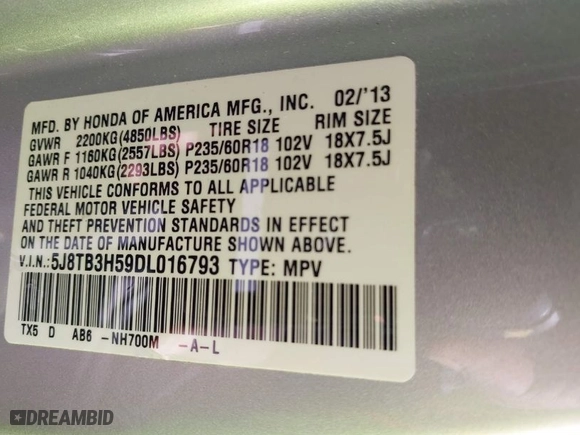 MFD. BY HONDA OF AMERICA MFG., INC. 02/'13
GVWR 2200KG(4850LBS) TIRE SIZE RIM SIZE
GAWR F 1160KG(2557LBS) P235/60R18 102V 18X7.5J
GAWR R 1040KG(2293LBS) P235/60R18 102V 18X7.5J
THIS VEHICLE CONFORMS TO ALL APPLICABLE
FEDERAL MOTOR VEHICLE SAFETY
AND THEFT PREVENTION STANDARDS IN EFFECT
ON THE DATE OF MANUFACTURE SHOWN ABOVE.
V.I.N.:5J8TB3H59DL016793 TYPE: MPV
TX5 D AB6 -NH700M -A-L
DREAMBID